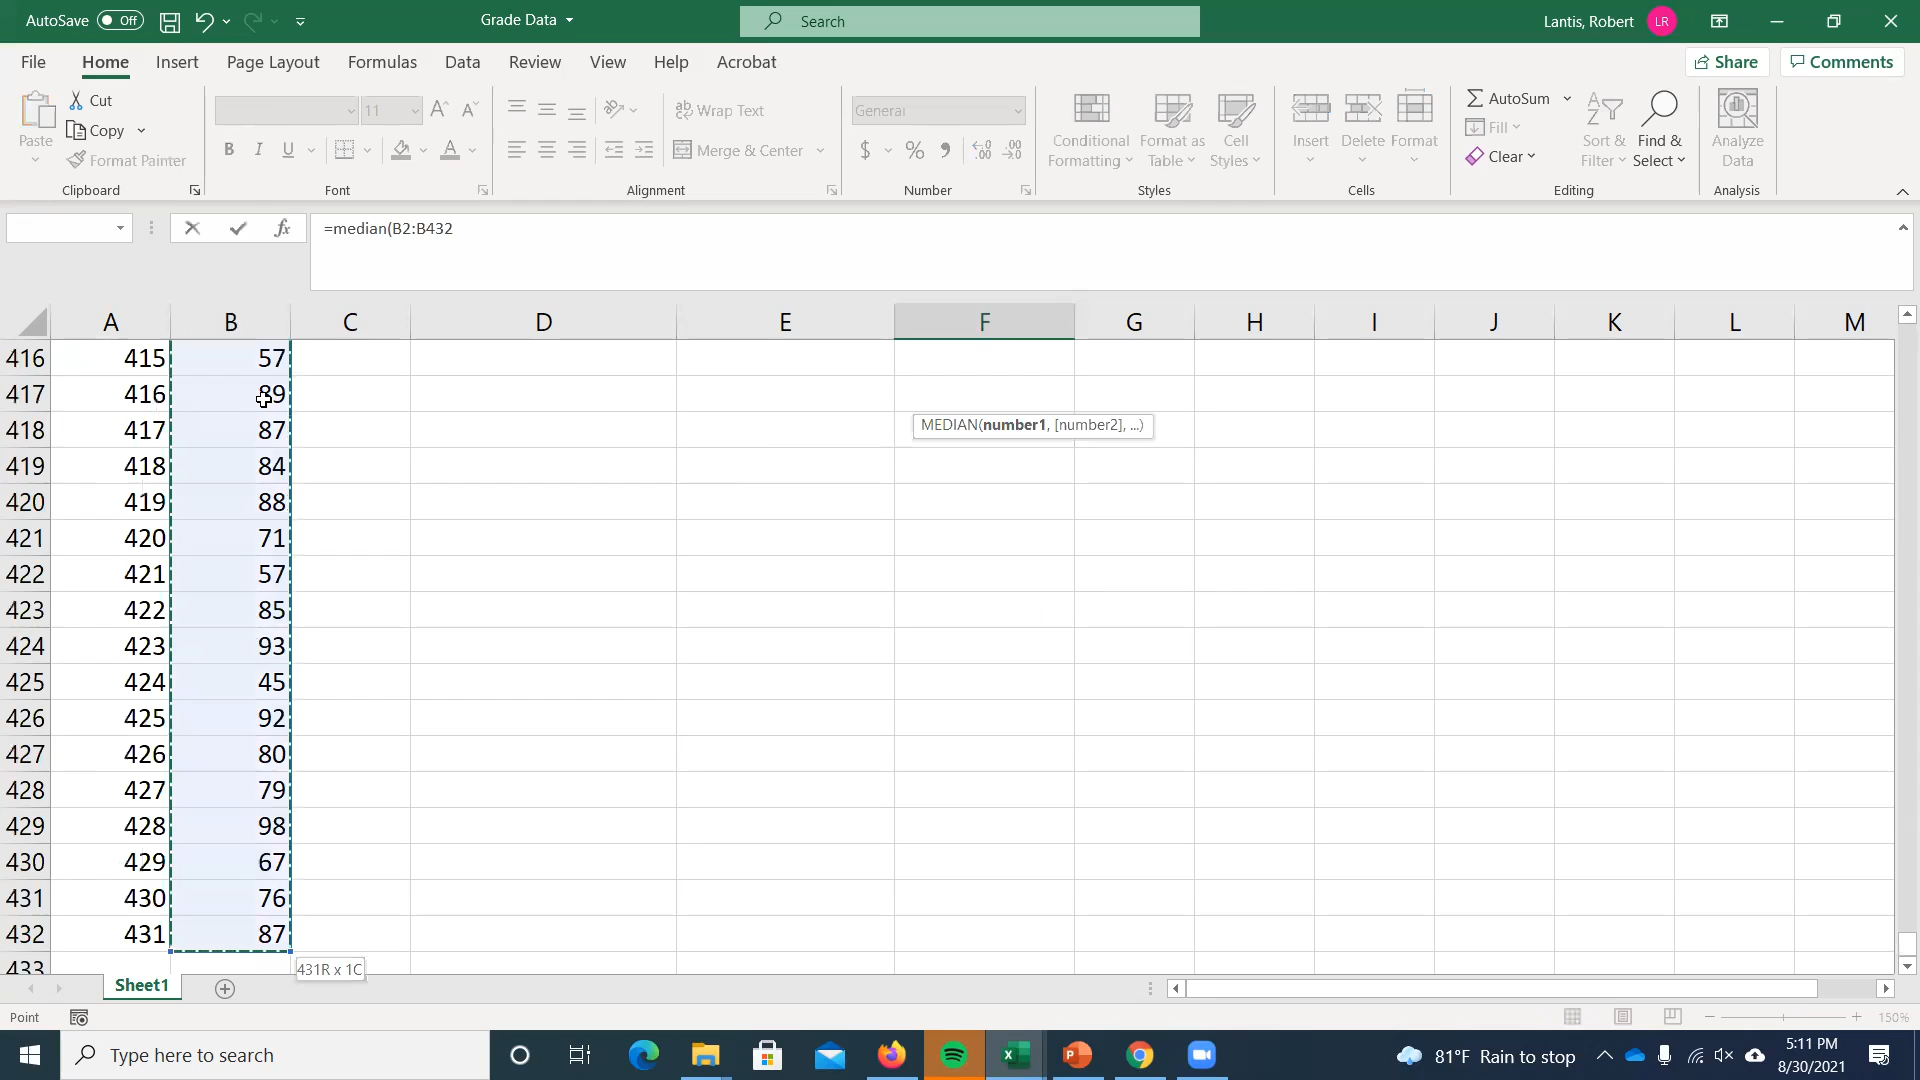 AutoSave Off Grade Data Search Lantis, Robert LR
File Home Insert Page Layout Formulas Data Review View Help Acrobat Share Comments
Paste Cut Copy Format Painter
Clipboard
11 B I U
Font
Wrap Text
Merge & Center
Alignment
General
$ % 9
Number
Conditional Formatting Format as Table Cell Styles
Styles
Insert Delete Format
Cells
AutoSum
Fill
Clear
Sort & Filter Find & Select
Editing
Analyze Data
Analysis
fx =median(B2:B432
A B C D E F G H I J K L M
416 415 57
417 416 89
418 417 87
MEDIAN(number1, [number2], ...)
419 418 84
420 419 88
421 420 71
422 421 57
423 422 85
424 423 93
425 424 45
426 425 92
427 426 80
428 427 79
429 428 98
430 429 67
431 430 76
432 431 87
433
431R x 1C
Sheet1
Point 150%
Type here to search 81°F Rain to stop 5:11 PM
8/30/2021